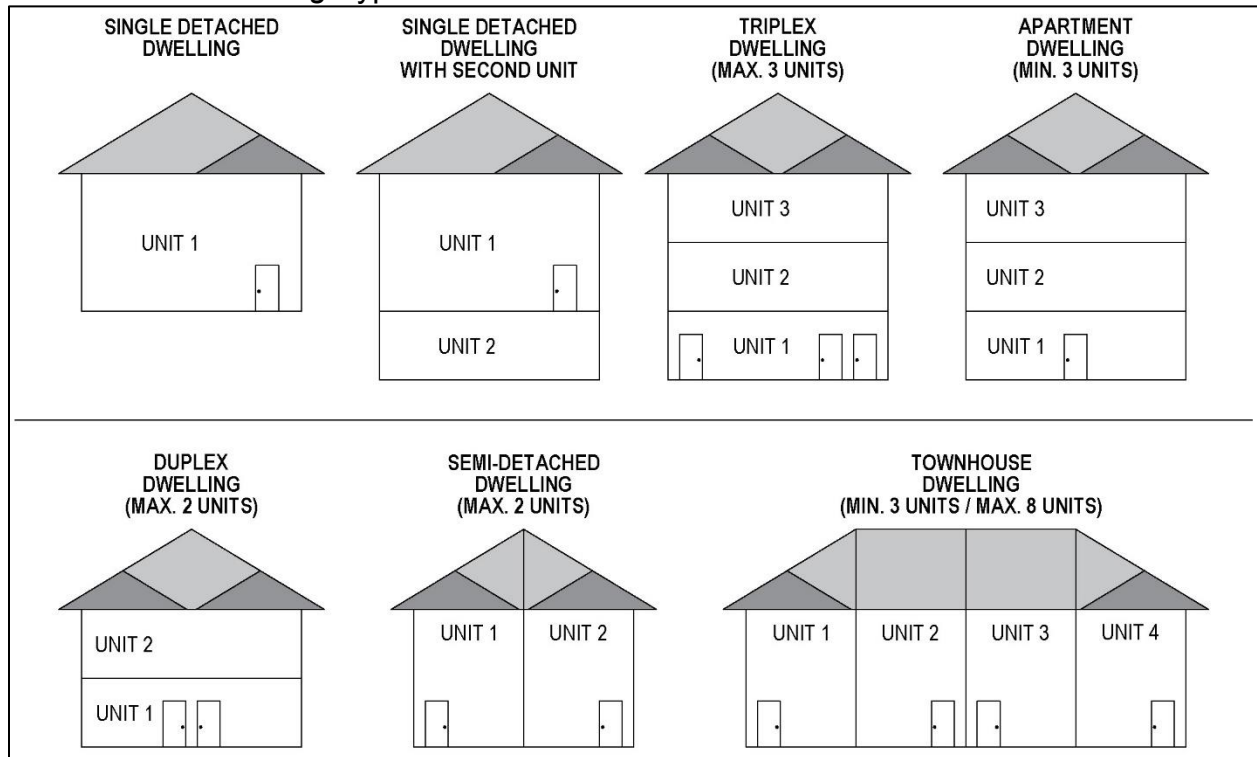 SINGLE DETACHED
DWELLING
UNIT 1
SINGLE DETACHED
DWELLING
WITH SECOND UNIT
UNIT 1
UNIT 2
TRIPLEX
DWELLING
(MAX. 3 UNITS)
UNIT 3
UNIT 2
UNIT 1
APARTMENT
DWELLING
(MIN. 3 UNITS)
UNIT 3
UNIT 2
UNIT 1
DUPLEX
DWELLING
(MAX. 2 UNITS)
UNIT 2
UNIT 1
SEMI-DETACHED
DWELLING
(MAX. 2 UNITS)
UNIT 1
UNIT 2
TOWNHOUSE
DWELLING
(MIN. 3 UNITS / MAX. 8 UNITS)
UNIT 1
UNIT 2
UNIT 3
UNIT 4